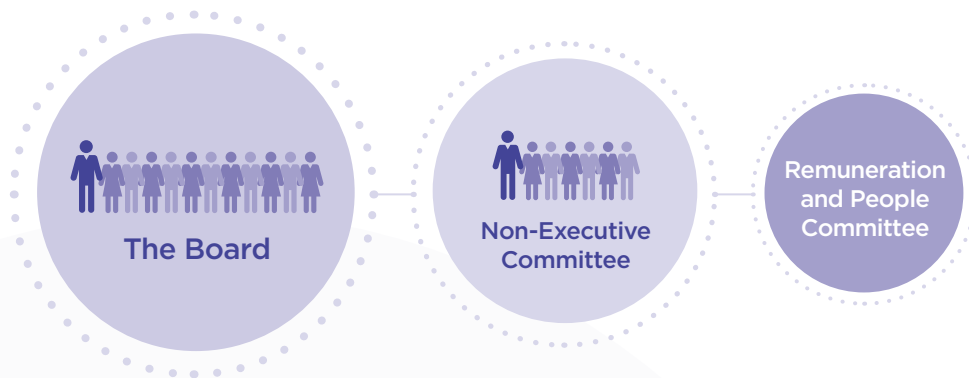 The Board
Non-Executive
Committee
Remuneration
and People
Committee